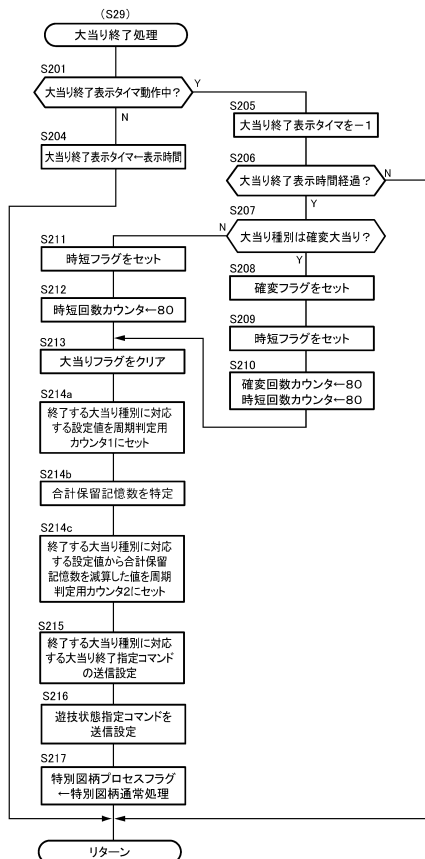 (S29)
大当り終了処理
S201
大当り終了表示タイマ動作中?
Y
N
S204
大当り終了表示タイマ←表示時間
S205
大当り終了表示タイマを－1
S206
大当り終了表示時間経過?
N
Y
S207
大当り種別は確変大当り?
N
Y
S208
確変フラグをセット
S209
時短フラグをセット
S210
確変回数カウンタ←80
時短回数カウンタ←80
S211
時短フラグをセット
S212
時短回数カウンタ←80
S213
大当りフラグをクリア
S214a
終了する大当り種別に対応
する設定値を周期判定用
カウンタ1にセット
S214b
合計保留記憶数を特定
S214c
終了する大当り種別に対応
する設定値から合計保留
記憶数を減算した値を周期
判定用カウンタ2にセット
S215
終了する大当り種別に対応
する大当り終了指定コマンド
の送信設定
S216
遊技状態指定コマンドを
送信設定
S217
特別図柄プロセスフラグ
←特別図柄通常処理
リターン